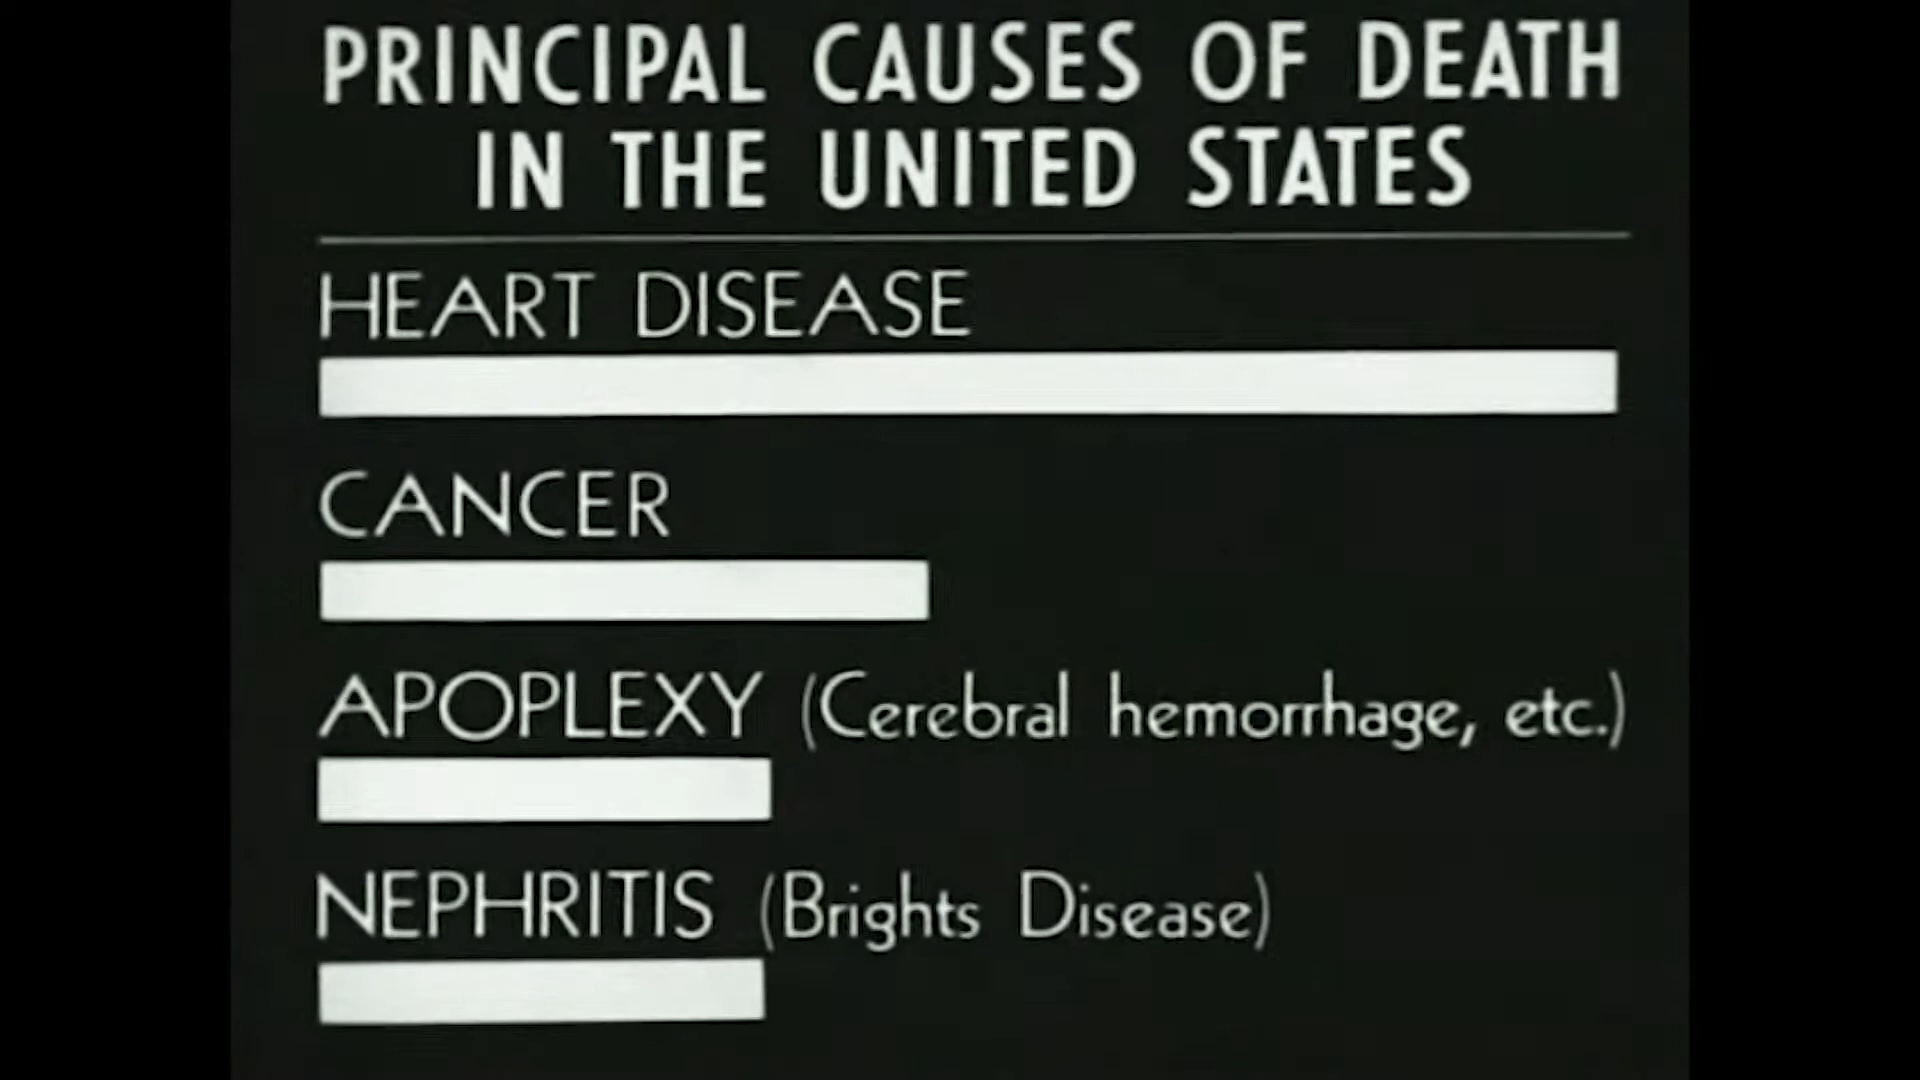 PRINCIPAL CAUSES OF DEATH
IN THE UNITED STATES
HEART DISEASE
CANCER
APOPLEXY (Cerebral hemorrhage, etc.)
NEPHRITIS (Brights Disease)